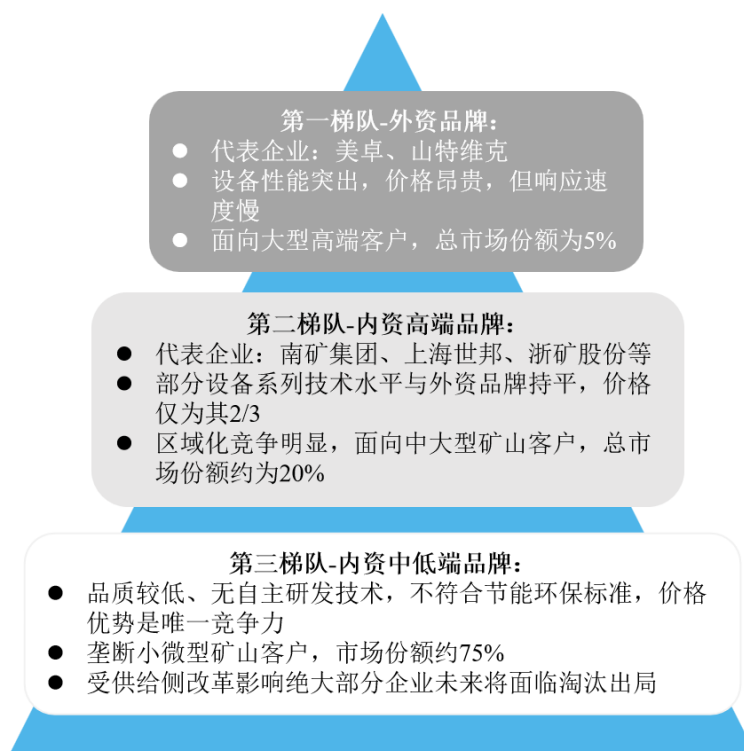 第一梯队-外资品牌：
● 代表企业：美卓、山特维克
● 设备性能突出，价格昂贵，但响应速
度慢
● 面向大型高端客户，总市场份额为5%
第二梯队-内资高端品牌：
● 代表企业：南矿集团、上海世邦、浙矿股份等
● 部分设备系列技术水平与外资品牌持平，价格
仅为其2/3
● 区域化竞争明显，面向中大型矿山客户，总市
场份额约为20%
第三梯队-内资中低端品牌：
● 品质较低、无自主研发技术，不符合节能环保标准，价格
优势是唯一竞争力
● 垄断小微型矿山客户，市场份额约75%
● 受供给侧改革影响绝大部分企业未来将面临淘汰出局